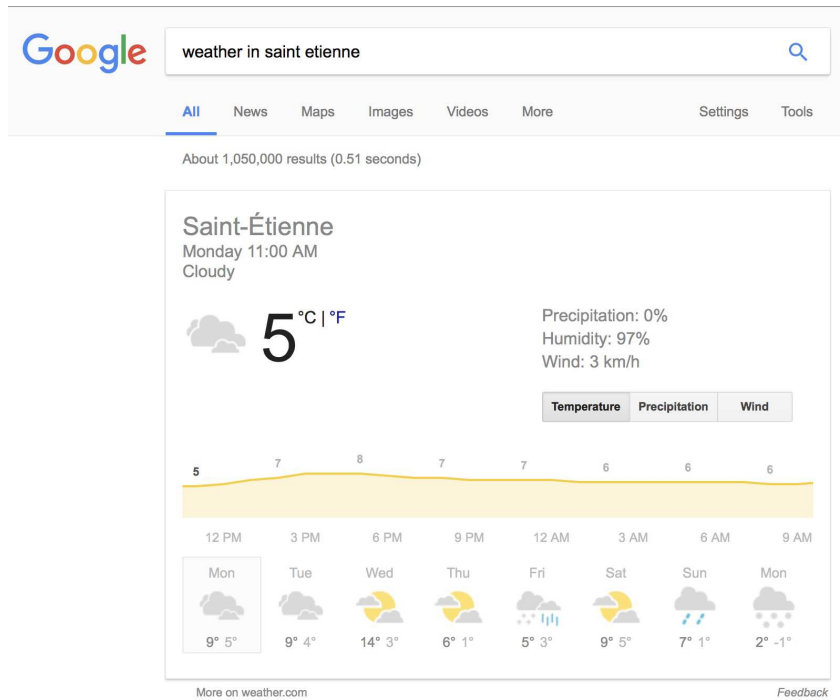 Google
weather in saint etienne
All News Maps Images Videos More Settings Tools
About 1,050,000 results (0.51 seconds)
Saint-Étienne
Monday 11:00 AM
Cloudy
5 °C | °F
Precipitation: 0%
Humidity: 97%
Wind: 3 km/h
Temperature Precipitation Wind
5 7 8 7 7 6 6 6
12 PM 3 PM 6 PM 9 PM 12 AM 3 AM 6 AM 9 AM
Mon Tue Wed Thu Fri Sat Sun Mon
9° 5° 9° 4° 14° 3° 6° 1° 5° 3° 9° 5° 7° 1° 2° -1°
More on weather.com Feedback